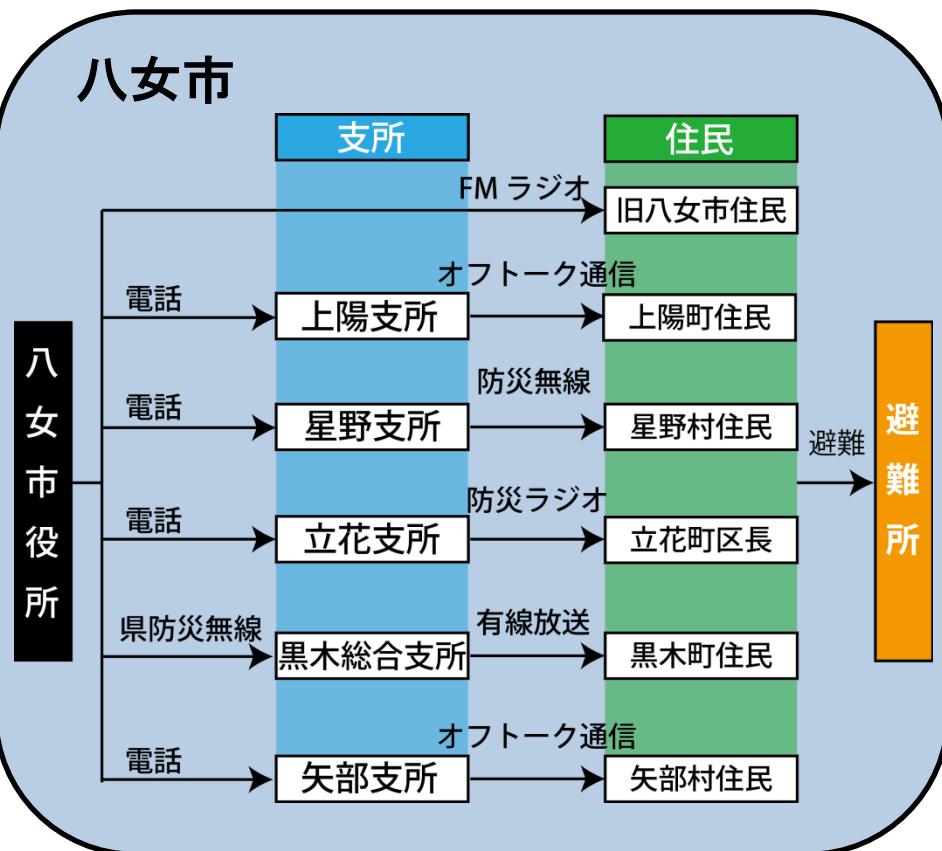 八女市
支所
住民
FMラジオ
旧八女市住民
電話
オフトーク通信
上陽支所
上陽町住民
電話
防災無線
星野支所
星野村住民
電話
防災ラジオ
立花支所
立花町区長
県防災無線
有線放送
黒木総合支所
黒木町住民
電話
オフトーク通信
矢部支所
矢部村住民
八女市役所
避難
避難所